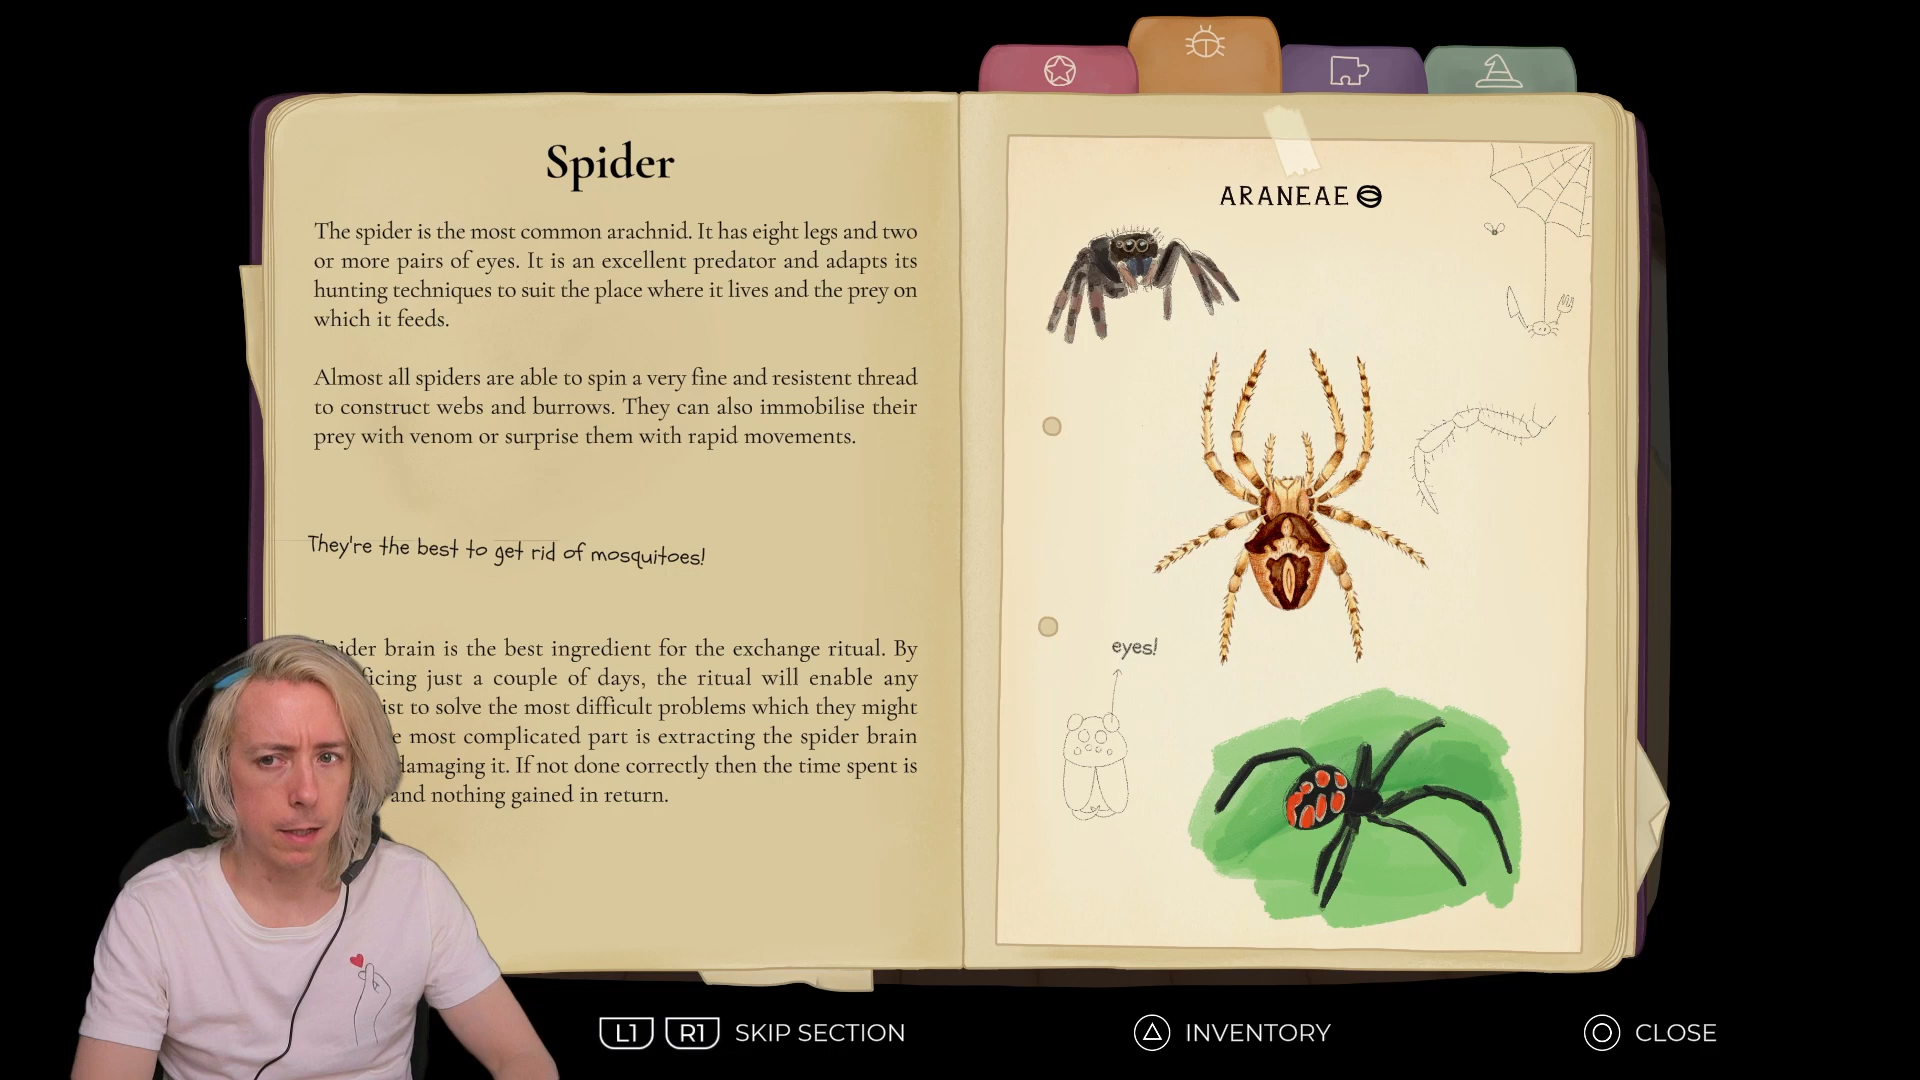 Spider
The spider is the most common arachnid. It has eight legs and two
or more pairs of eyes. It is an excellent predator and adapts its
hunting techniques to suit the place where it lives and the prey on
which it feeds.
Almost all spiders are able to spin a very fine and resistent thread
to construct webs and burrows. They can also immobilise their
prey with venom or surprise them with rapid movements.
They're the best to get rid of mosquitoes!
Spider brain is the best ingredient for the exchange ritual. By
just a couple of days, the ritual will enable any
to solve the most difficult problems which they might
most complicated part is extracting the spider brain
damaging it. If not done correctly then the time spent is
and nothing gained in return.
ARANEAE
eyes!
L1 R1 SKIP SECTION
INVENTORY
CLOSE